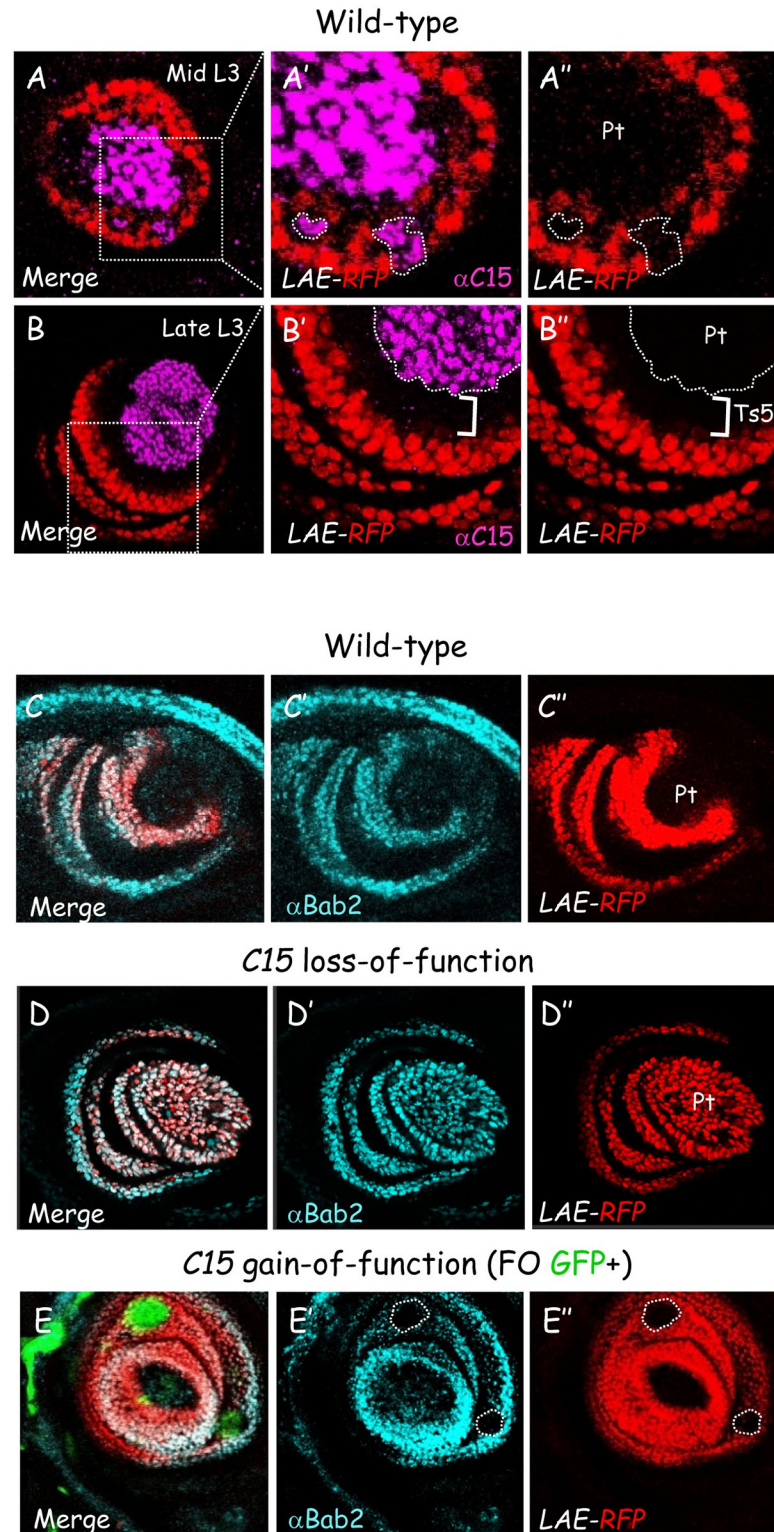 Wild-type
A Mid L3 A' A"
Pt
Merge LAE-RFP αC15 LAE-RFP
B Late L3 B' B"
Pt
Ts5
Merge LAE-RFP αC15 LAE-RFP
Wild-type
C C' C"
Pt
Merge αBab2 LAE-RFP
C15 loss-of-function
D D' D"
Pt
Merge αBab2 LAE-RFP
C15 gain-of-function (FO GFP+)
E E' E"
Merge αBab2 LAE-RFP